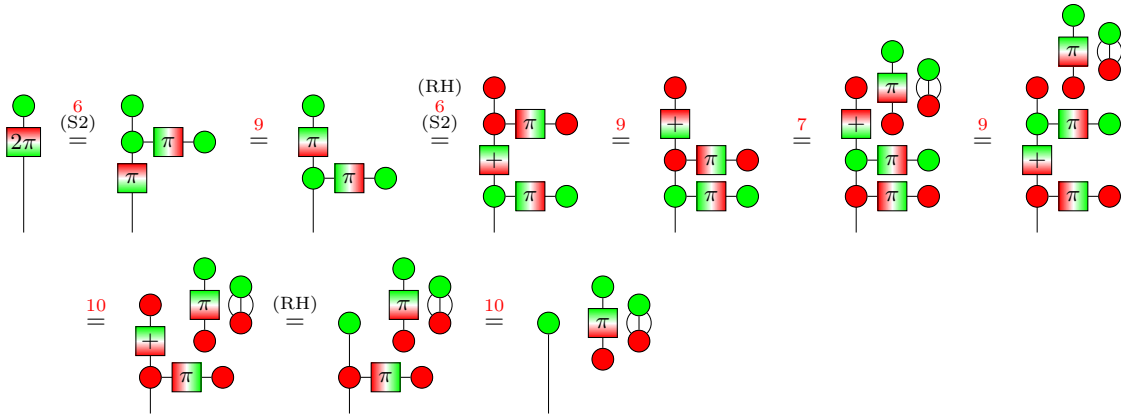 2π = 6 (S2) π π = 9 π π = (RH) 6 (S2) π + π = 9 + π π = 7 π + π π = 9 π π + π
= 10 π + π = (RH) π π = 10 π